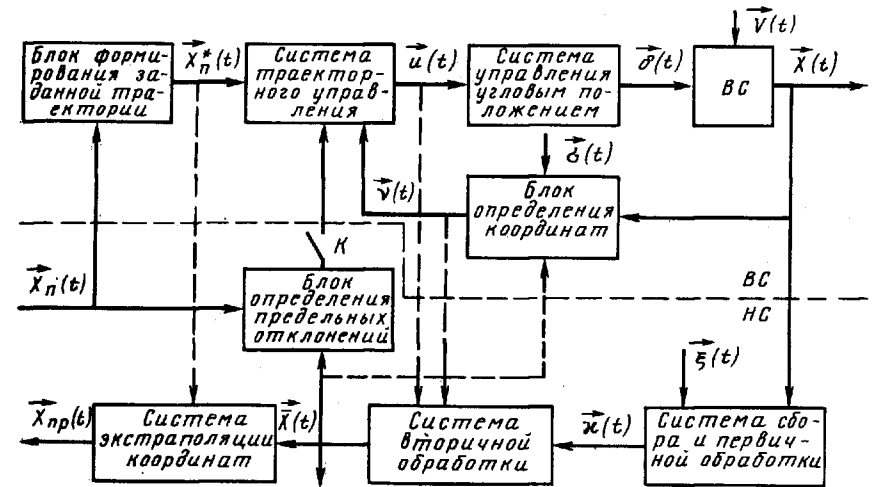 Блок форми-
рования за-
данной тра-
ектории
X*п(t)
Система
траектор-
ного управ-
ления
u(t)
Система
управления
угловым по-
ложением
δ(t)
V(t)
ВС
X(t)
ν(t)
σ(t)
Блок
определения
координат
Xп(t)
К
Блок
определения
предельных
отклонений
ВС
НС
ξ(t)
Xпр(t)
Система
экстраполяции
координат
X̄(t)
Система
вторичной
обработки
ϰ(t)
Система сбо-
ра и первич-
ной обработки